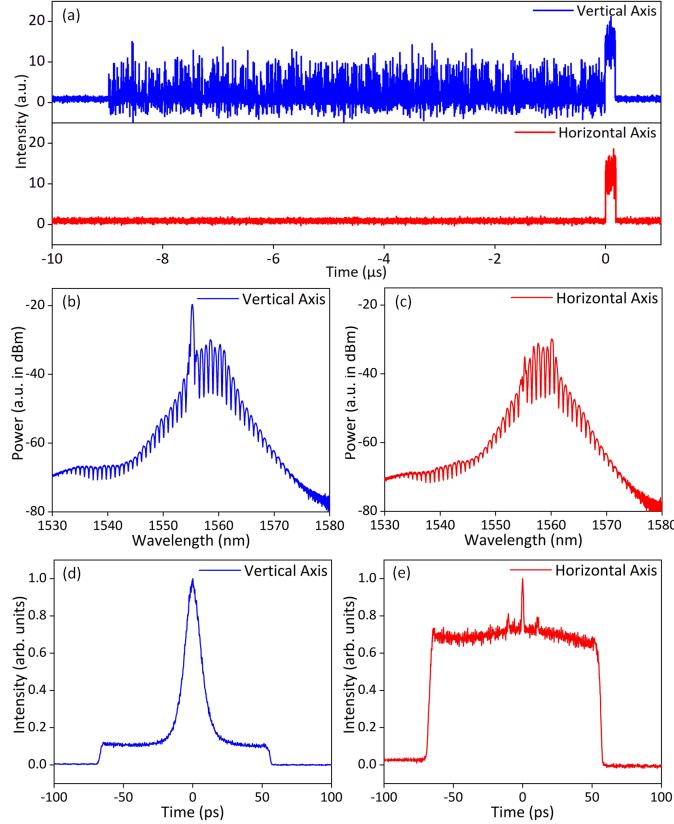 (a)
Vertical Axis
20
10
0
Horizontal Axis
20
10
0
Intensity (a.u.)
-10
-8
-6
-4
-2
0
Time (µs)
(b)
Vertical Axis
-20
-40
-60
-80
Power (a.u. in dBm)
1530
1540
1550
1560
1570
1580
Wavelength (nm)
(c)
Horizontal Axis
-20
-40
-60
-80
Power (a.u. in dBm)
1530
1540
1550
1560
1570
1580
Wavelength (nm)
(d)
Vertical Axis
1.0
0.8
0.6
0.4
0.2
0.0
Intensity (arb. units)
-100
-50
0
50
100
Time (ps)
(e)
Horizontal Axis
1.0
0.8
0.6
0.4
0.2
0.0
Intensity (arb. units)
-100
-50
0
50
100
Time (ps)